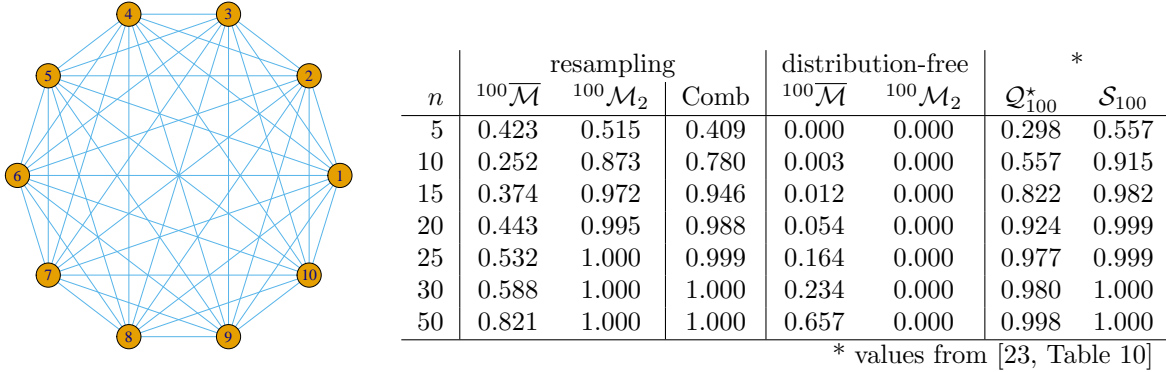 4 3
5 2
6 1
7 10
8 9
resampling distribution-free *
n ¹⁰⁰M̅ ¹⁰⁰M₂ Comb ¹⁰⁰M̅ ¹⁰⁰M₂ Q⋆₁₀₀ S₁₀₀
5 0.423 0.515 0.409 0.000 0.000 0.298 0.557
10 0.252 0.873 0.780 0.003 0.000 0.557 0.915
15 0.374 0.972 0.946 0.012 0.000 0.822 0.982
20 0.443 0.995 0.988 0.054 0.000 0.924 0.999
25 0.532 1.000 0.999 0.164 0.000 0.977 0.999
30 0.588 1.000 1.000 0.234 0.000 0.980 1.000
50 0.821 1.000 1.000 0.657 0.000 0.998 1.000
* values from [23, Table 10]